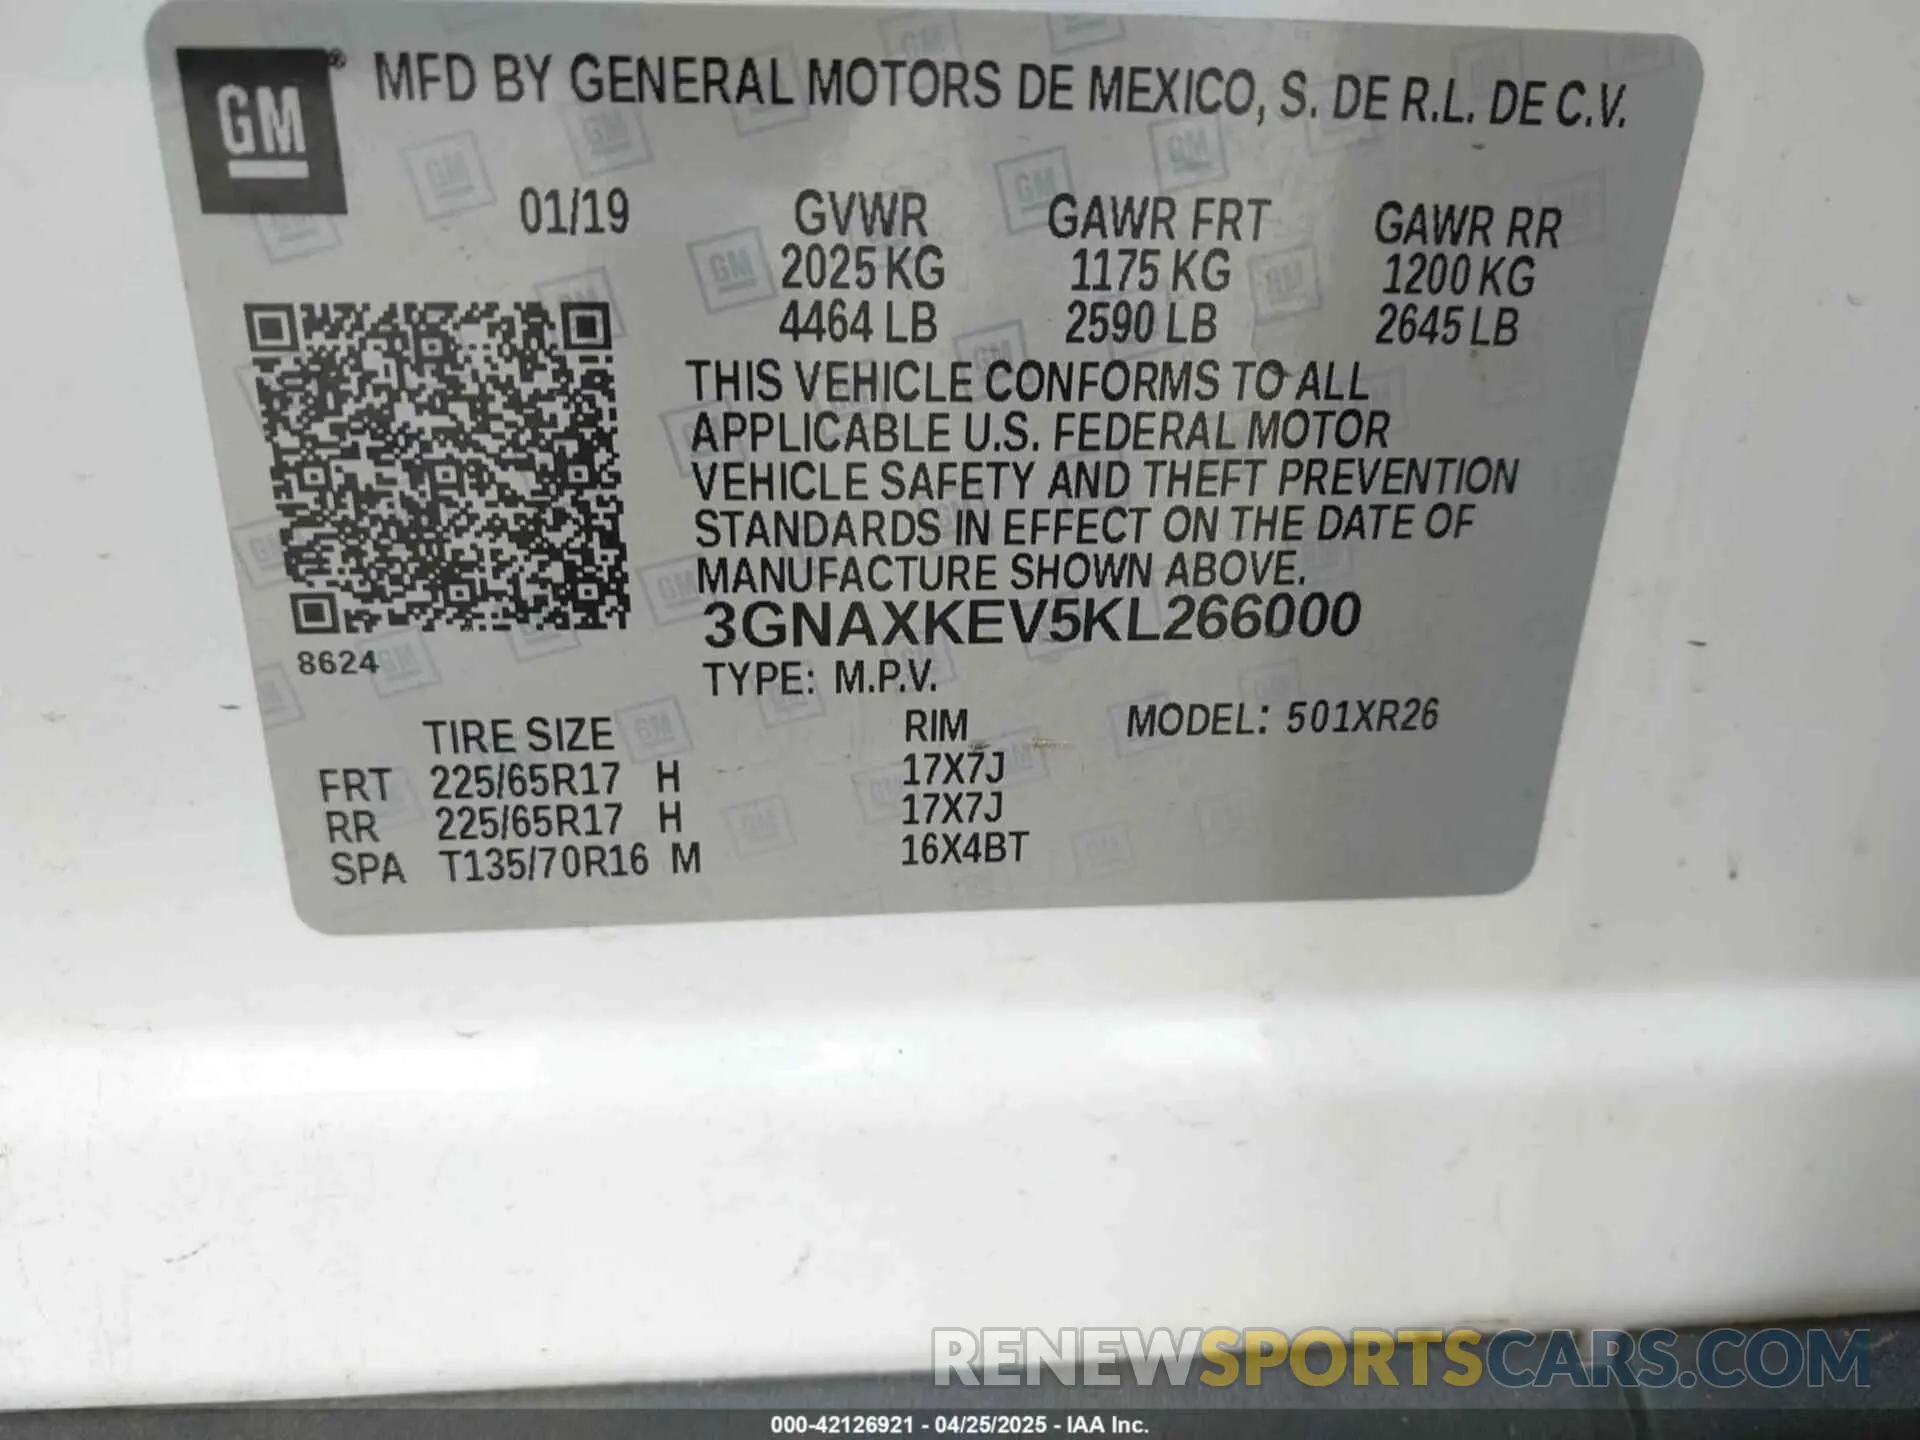 GM® MFD BY GENERAL MOTORS DE MEXICO, S. DE R.L. DE C.V.
01/19 GVWR GAWR FRT GAWR RR
2025 KG 1175 KG 1200 KG
4464 LB 2590 LB 2645 LB
THIS VEHICLE CONFORMS TO ALL
APPLICABLE U.S. FEDERAL MOTOR
VEHICLE SAFETY AND THEFT PREVENTION
STANDARDS IN EFFECT ON THE DATE OF
MANUFACTURE SHOWN ABOVE.
3GNAXKEV5KL266000
8624
TYPE: M.P.V.
TIRE SIZE RIM MODEL: 501XR26
FRT 225/65R17 H 17X7J
RR 225/65R17 H 17X7J
SPA T135/70R16 M 16X4BT
RENEWSPORTSCARS.COM
000-42126921 - 04/25/2025 - IAA Inc.